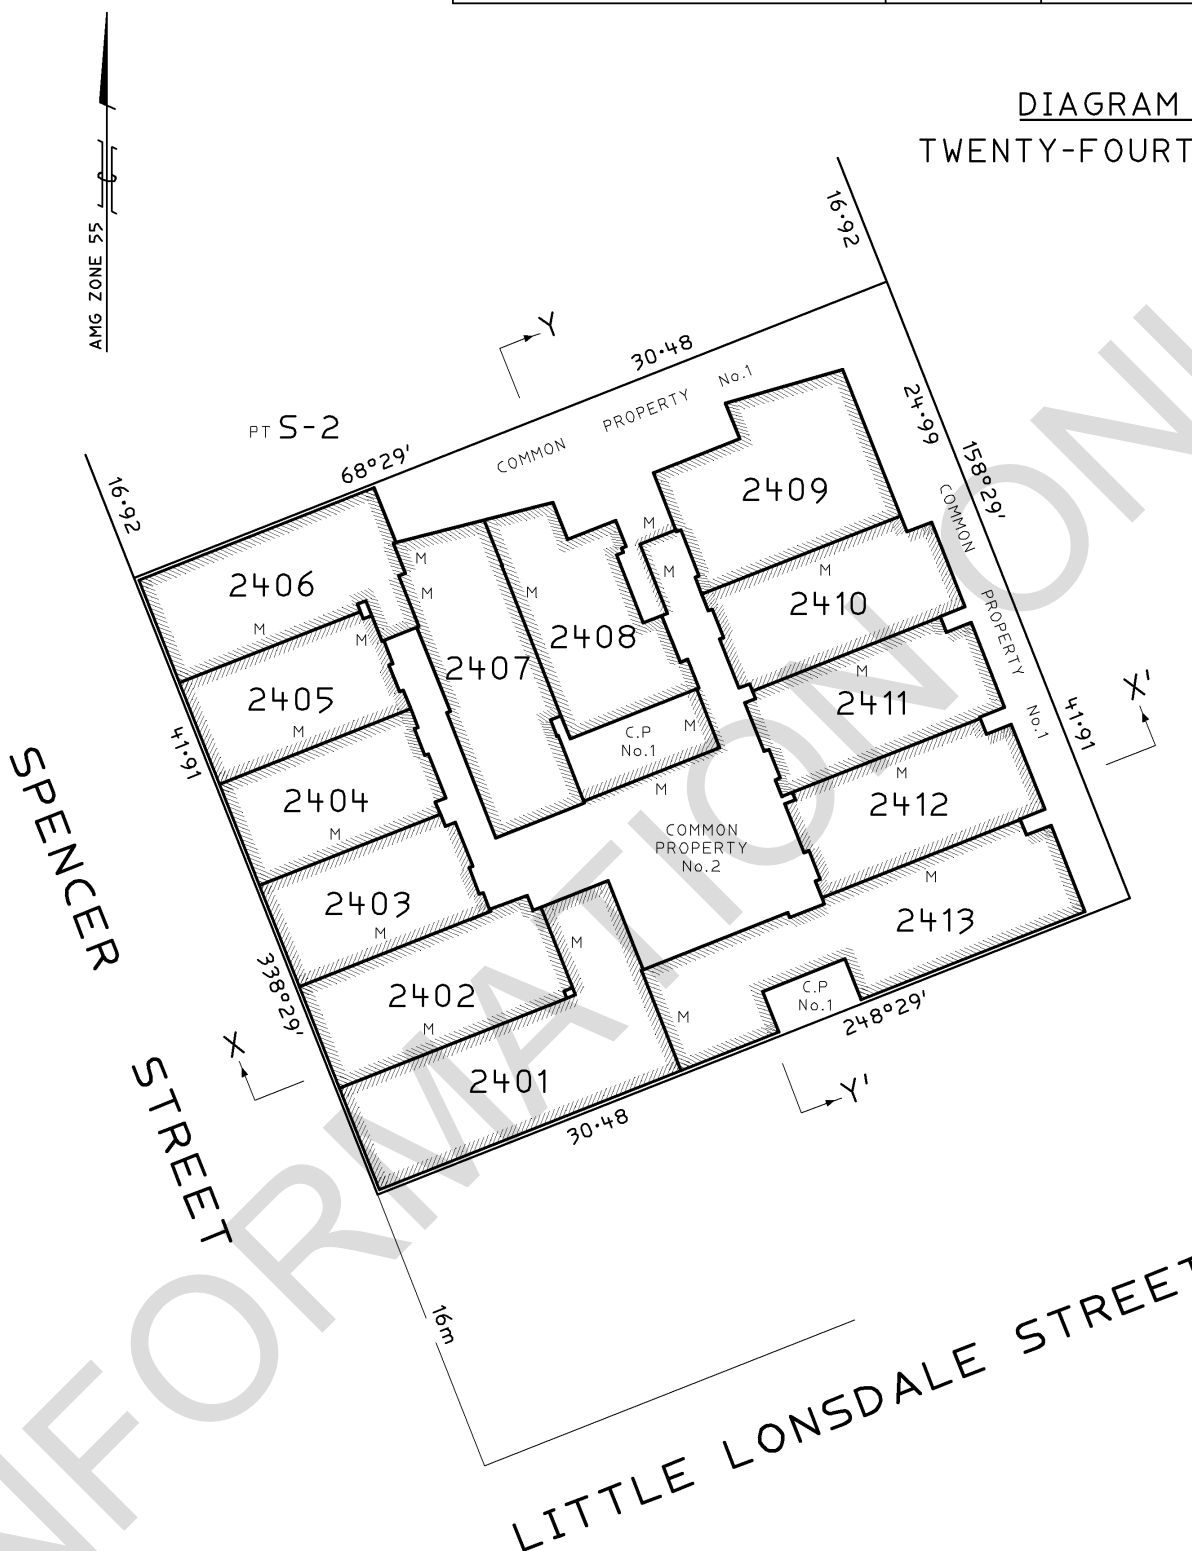 DIAGRAM
TWENTY-FOURT
AMG ZONE 55
16·92
Y
30·48
COMMON PROPERTY No.1
PT S-2
68°29'
16·92
24·99
158°29'
COMMON PROPERTY No.1
2409
M
2406
M
M
M
M
2408
M
M
2410
M
2407
2405
M
M
2411
M
X'
41·91
C.P
No.1
M
41·91
2404
M
M
2412
M
COMMON
PROPERTY
No.2
SPENCER STREET
2403
M
2413
M
338°29'
2402
M
M
C.P
No.1
M
248°29'
X
2401
Y'
30·48
16m
LITTLE LONSDALE STREET
NFORMATION ON